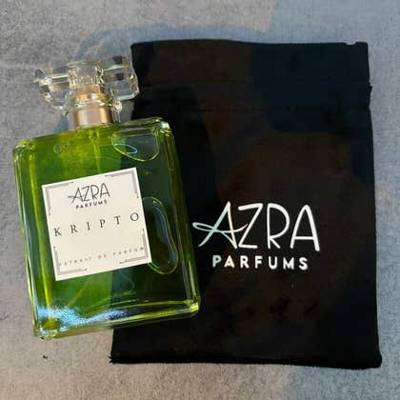 AZRA
PARFUMS
KRIPTO
EXTRAIT DE PARFUM
AZRA
PARFUMS